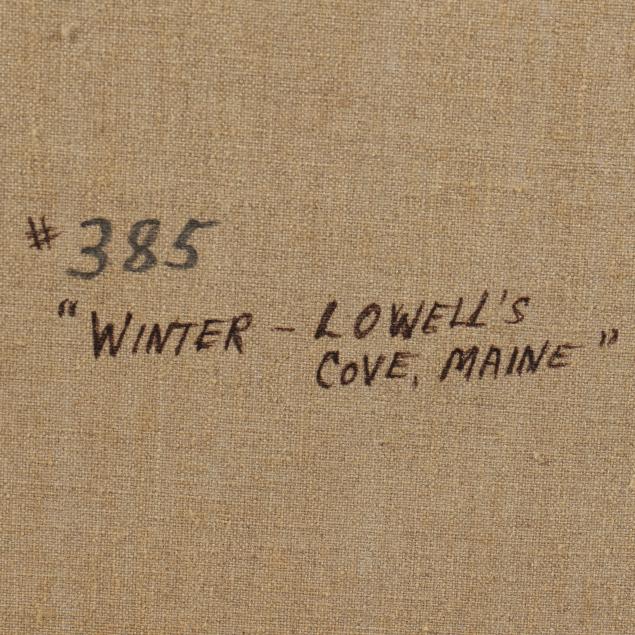 # 385
"WINTER - LOWELL'S
COVE, MAINE"